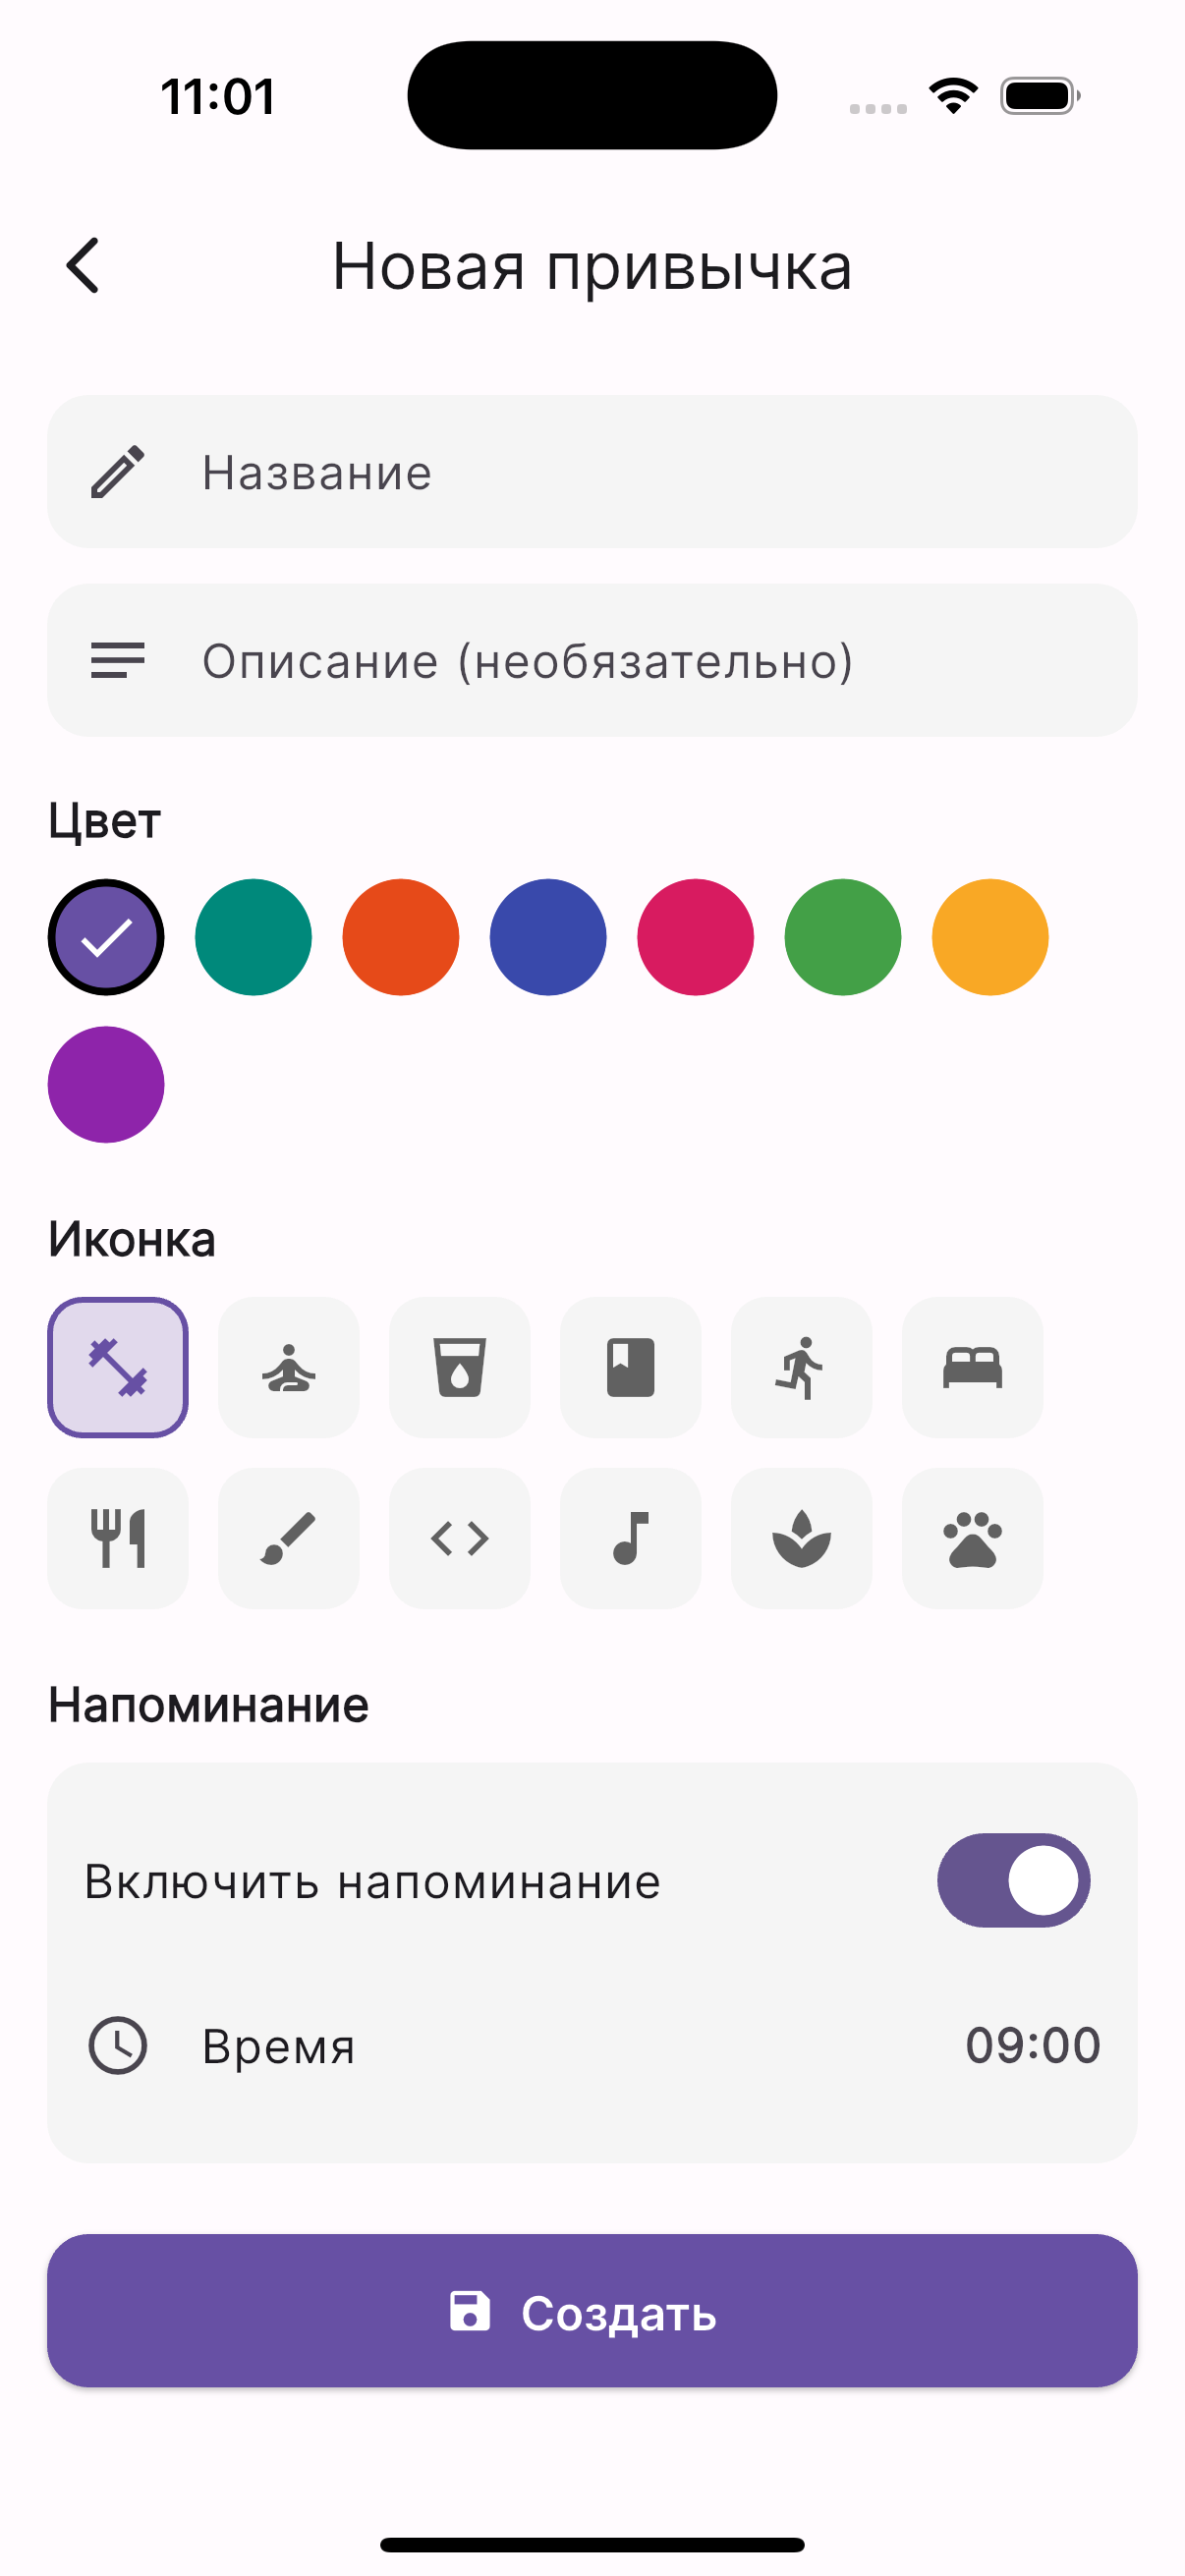 11:01
Новая привычка
Название
Описание (необязательно)
Цвет
Иконка
Напоминание
Включить напоминание
Время 09:00
Создать